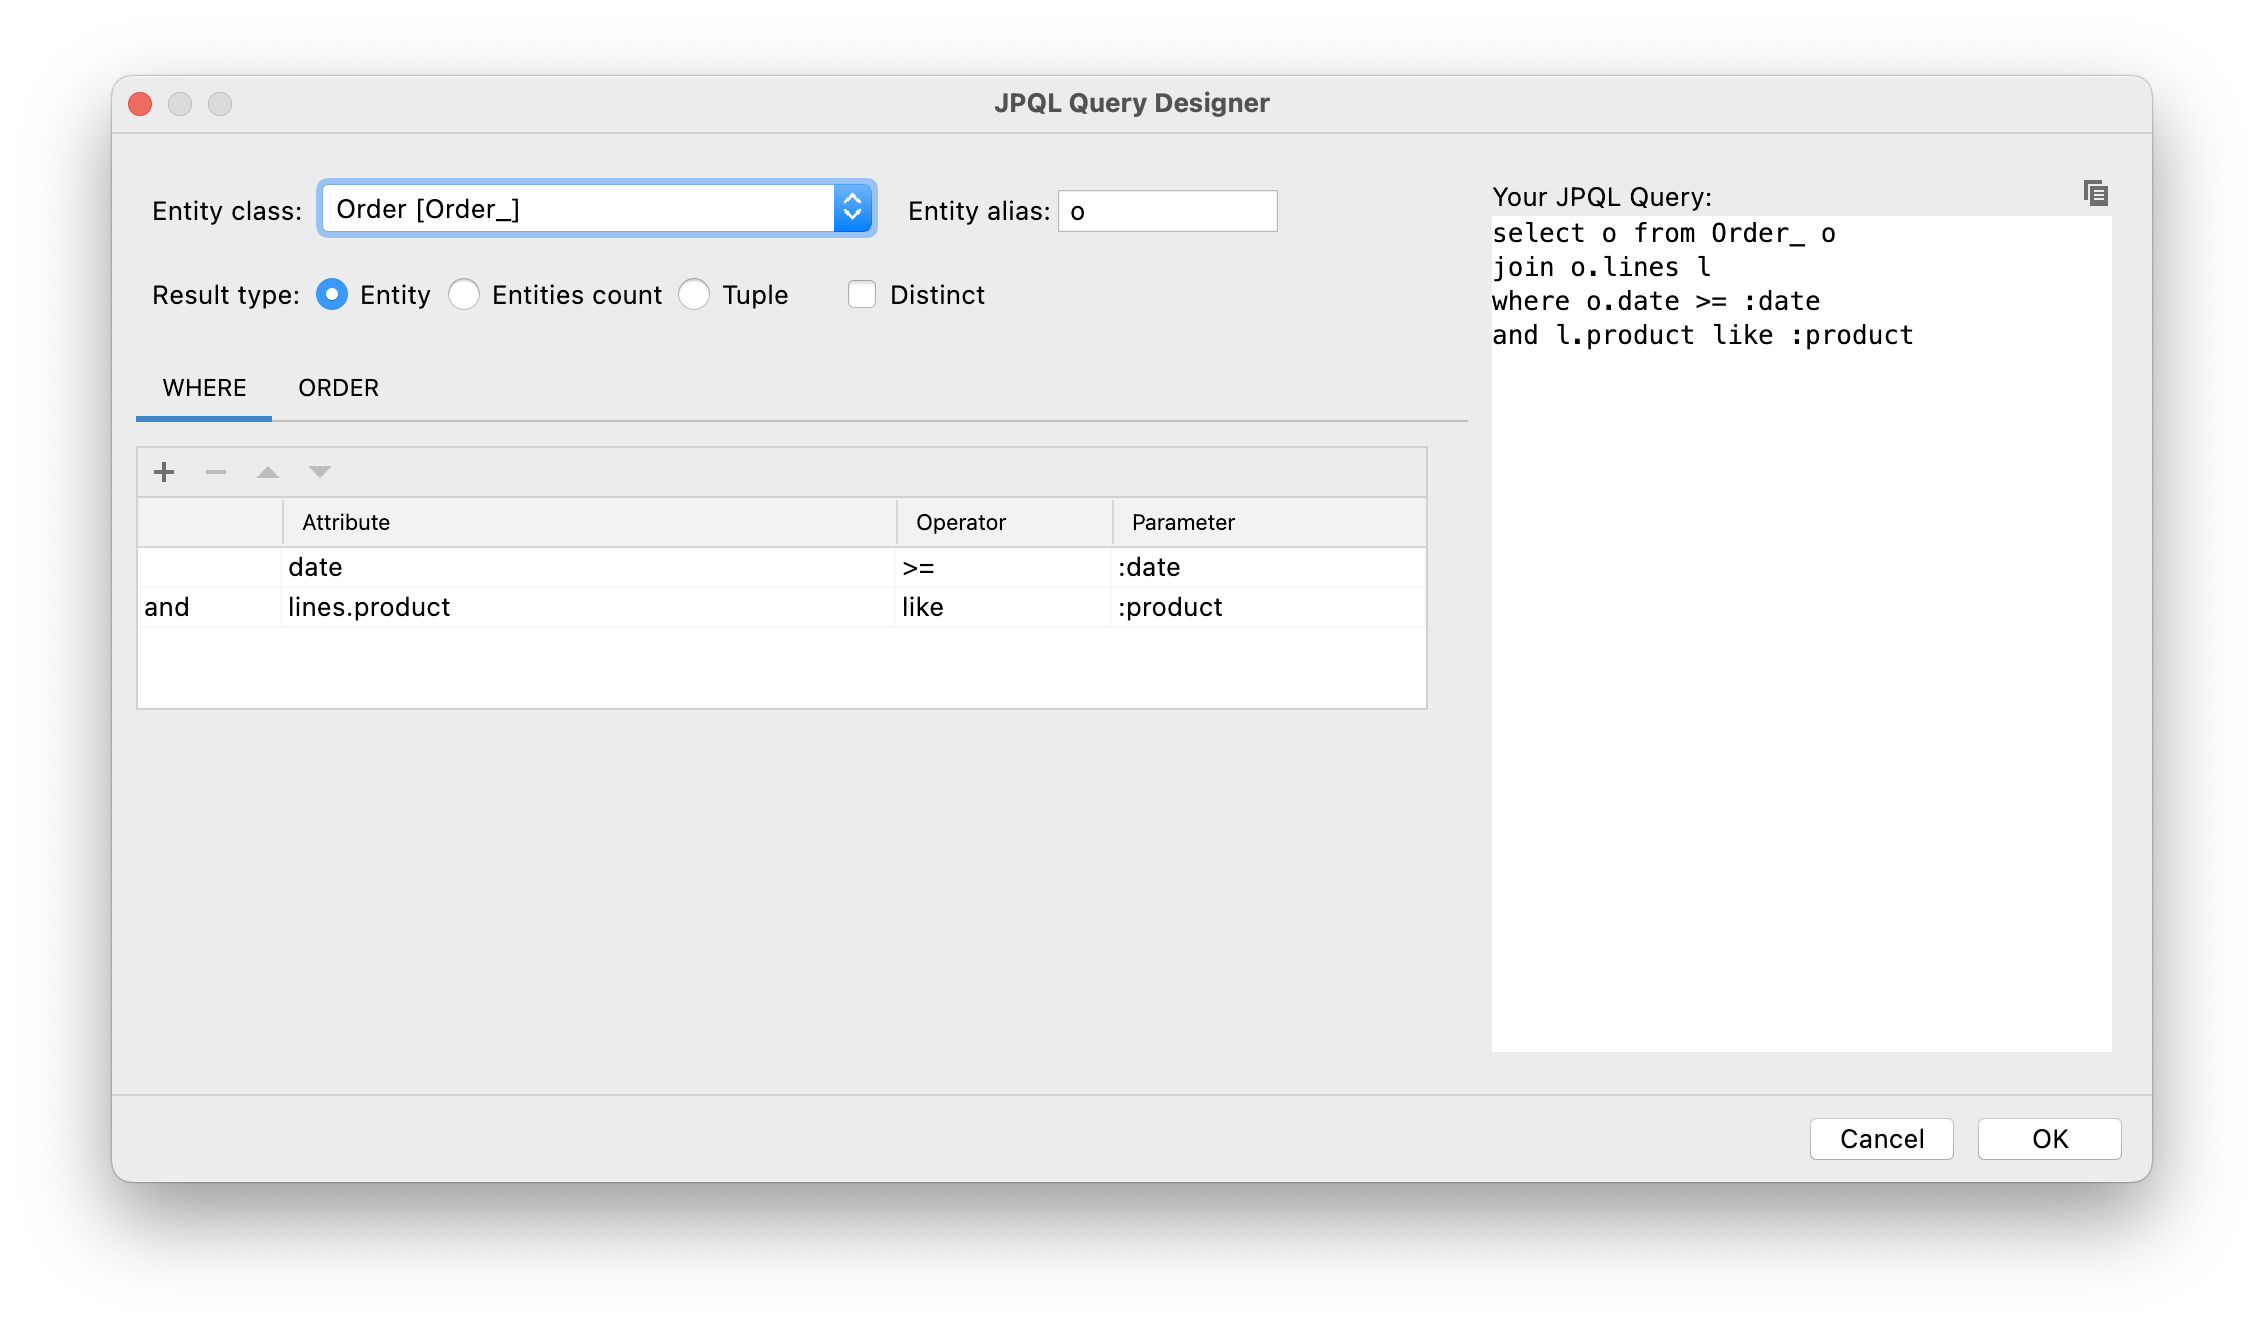 JPQL Query Designer
Entity class: Order [Order_] Entity alias: o
Result type: Entity Entities count Tuple Distinct
WHERE ORDER
Attribute Operator Parameter
date >= :date
and lines.product like :product
Your JPQL Query:
select o from Order_ o
join o.lines l
where o.date >= :date
and l.product like :product
Cancel OK